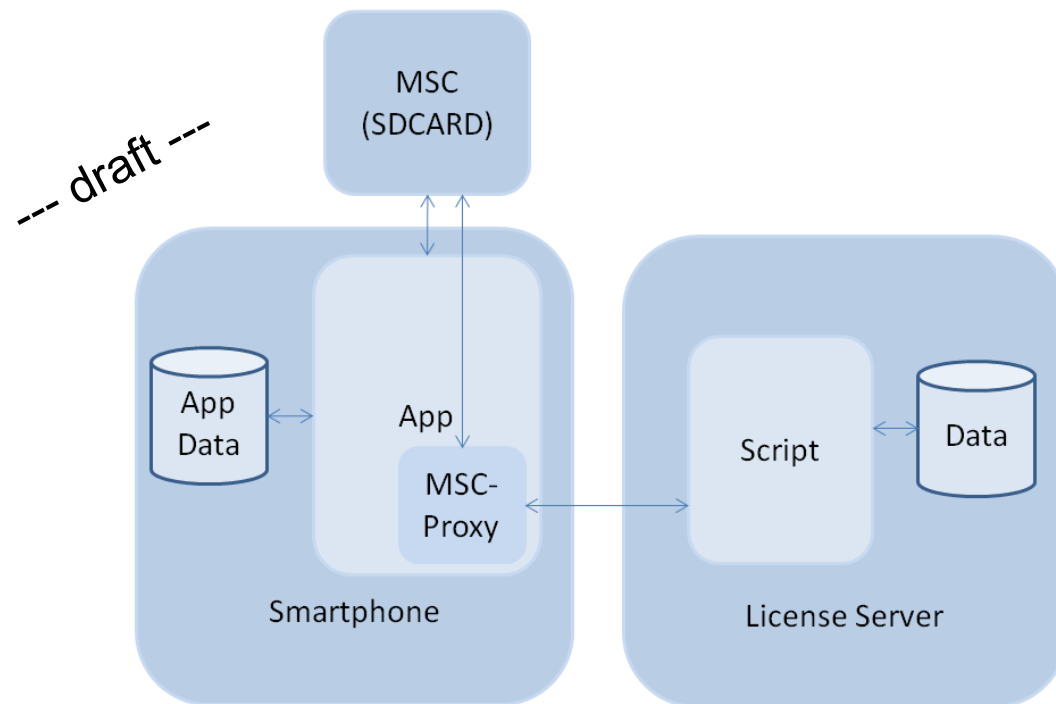 MSC
(SDCARD)
--- draft ---
App
Data
App
MSC-
Proxy
Smartphone
Script
Data
License Server